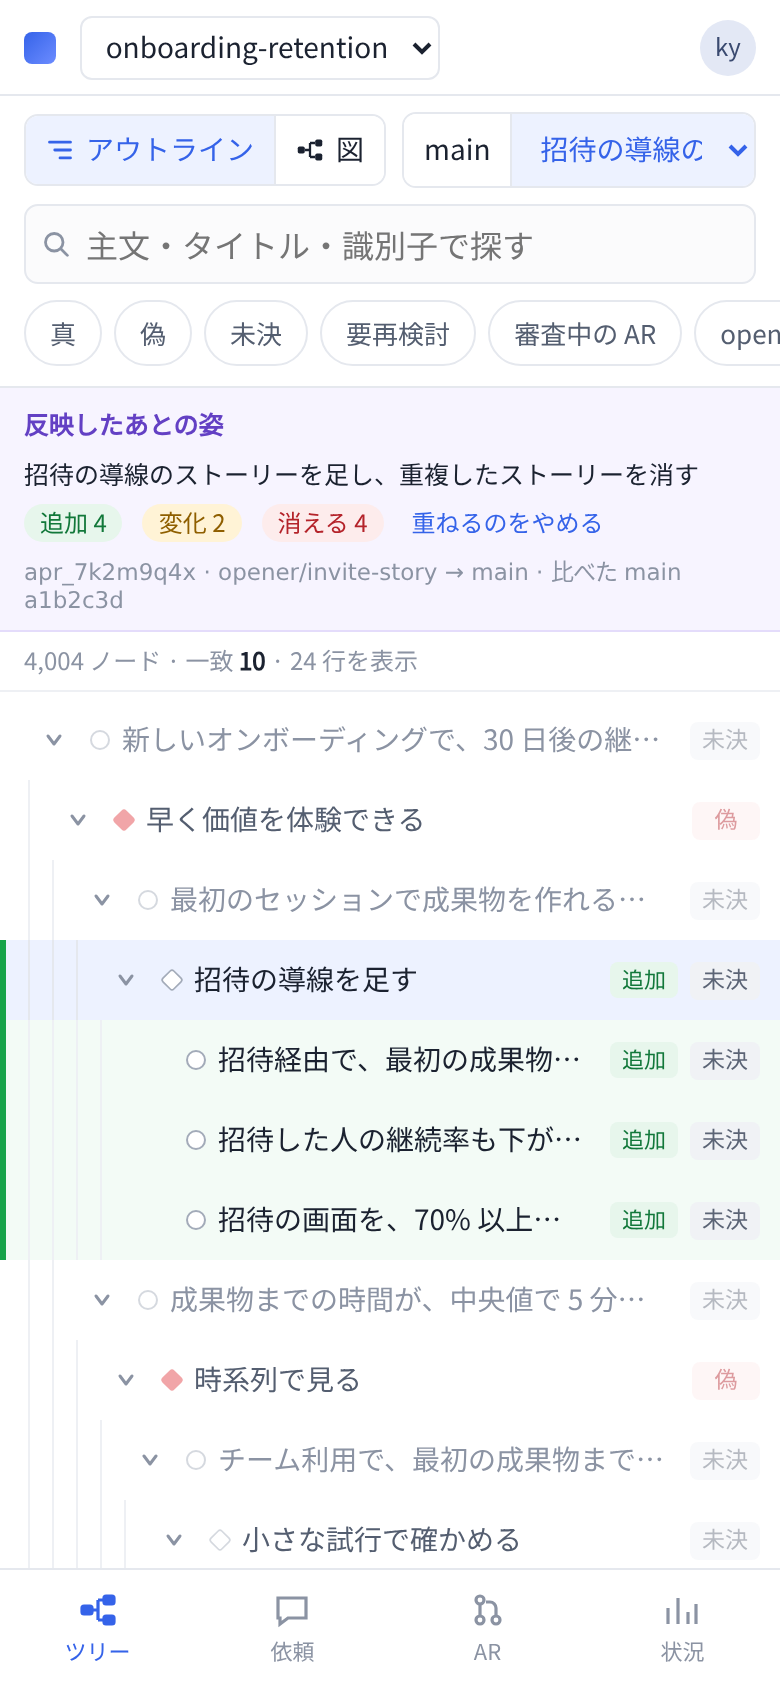 onboarding-retention
ky
アウトライン
図
main
招待の導線の
主文・タイトル・識別子で探す
真
偽
未決
要再検討
審査中の AR
open
反映したあとの姿
招待の導線のストーリーを足し、重複したストーリーを消す
追加 4
変化 2
消える 4
重ねるのをやめる
apr_7k2m9q4x · opener/invite-story → main · 比べた main
a1b2c3d
4,004 ノード · 一致 10 · 24 行を表示
新しいオンボーディングで、30 日後の継… 未決
早く価値を体験できる 偽
最初のセッションで成果物を作れる… 未決
招待の導線を足す 追加 未決
招待経由で、最初の成果物… 追加 未決
招待した人の継続率も下が… 追加 未決
招待の画面を、70% 以上… 追加 未決
成果物までの時間が、中央値で 5 分… 未決
時系列で見る 偽
チーム利用で、最初の成果物まで… 未決
小さな試行で確かめる 未決
ツリー
依頼
AR
状況